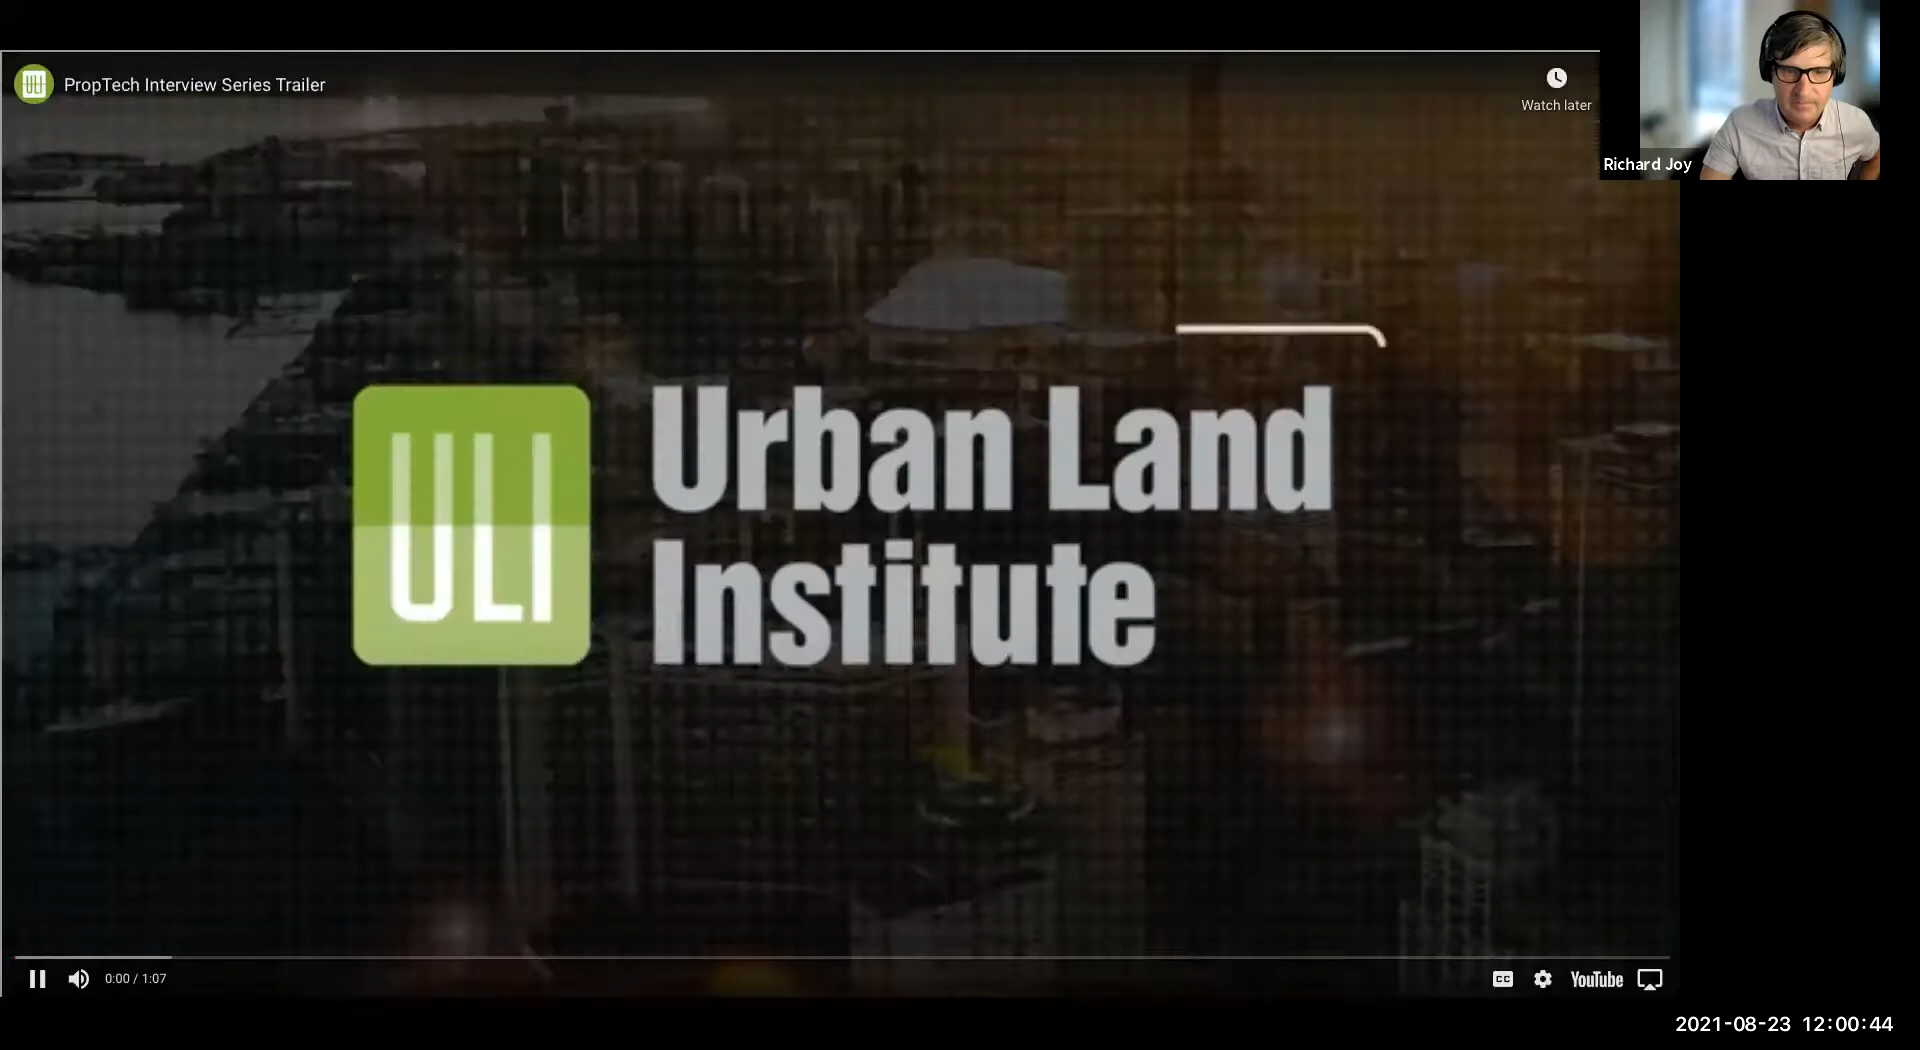 ULI
PropTech Interview Series Trailer
Watch later
Richard Joy
ULI
Urban Land
Institute
0:00 / 1:07
CC
YouTube
2021-08-23 12:00:44